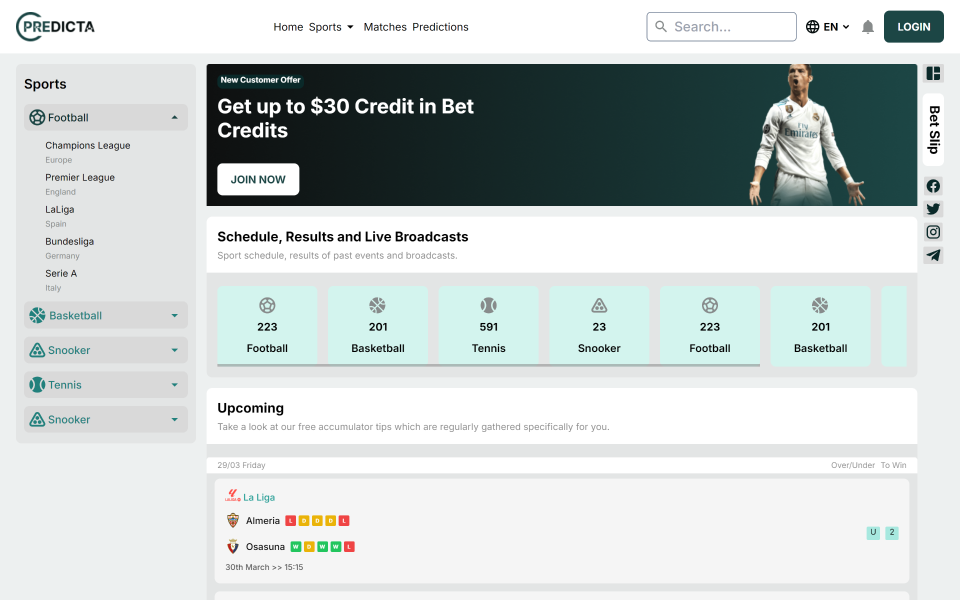 PREDICTA
Home Sports Matches Predictions
Search...
EN
LOGIN
Sports
Football
Champions League
Europe
Premier League
England
LaLiga
Spain
Bundesliga
Germany
Serie A
Italy
Basketball
Snooker
Tennis
Snooker
New Customer Offer
Get up to $30 Credit in Bet
Credits
JOIN NOW
Fly
Emirates
Bet Slip
Schedule, Results and Live Broadcasts
Sport schedule, results of past events and broadcasts.
223
Football
201
Basketball
591
Tennis
23
Snooker
223
Football
201
Basketball
Upcoming
Take a look at our free accumulator tips which are regularly gathered specifically for you.
29/03 Friday
Over/Under To Win
La Liga
Almeria L D D D L
Osasuna W D W W L
U 2
30th March >> 15:15